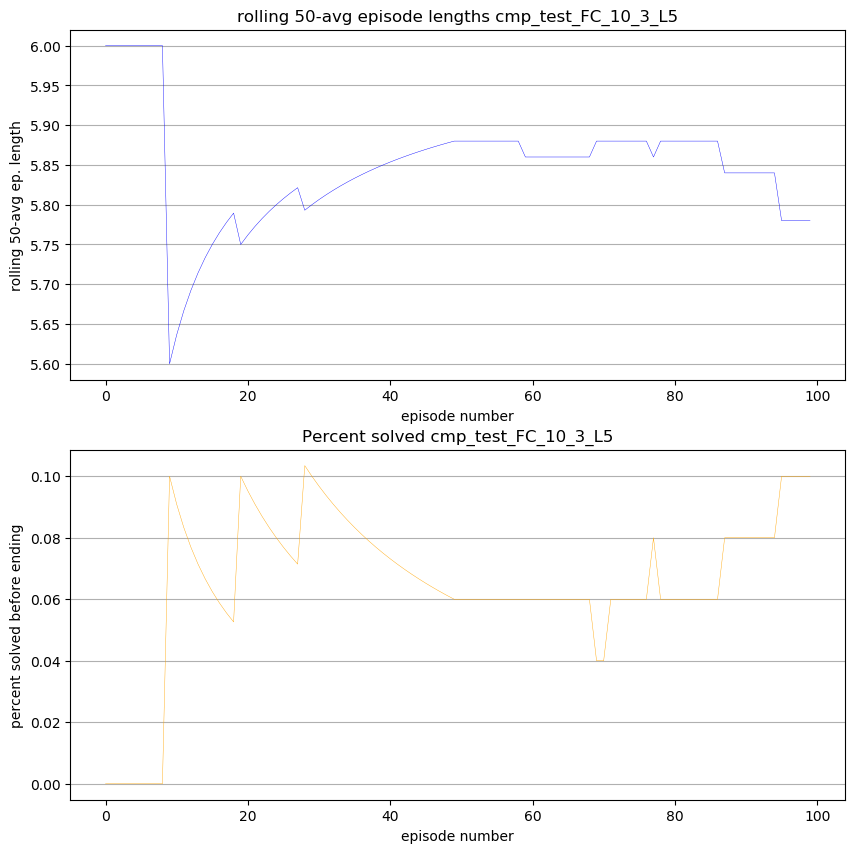 rolling 50-avg episode lengths cmp_test_FC_10_3_L5
rolling 50-avg ep. length
6.00
5.95
5.90
5.85
5.80
5.75
5.70
5.65
5.60
0 20 40 60 80 100
episode number
Percent solved cmp_test_FC_10_3_L5
percent solved before ending
0.10
0.08
0.06
0.04
0.02
0.00
0 20 40 60 80 100
episode number